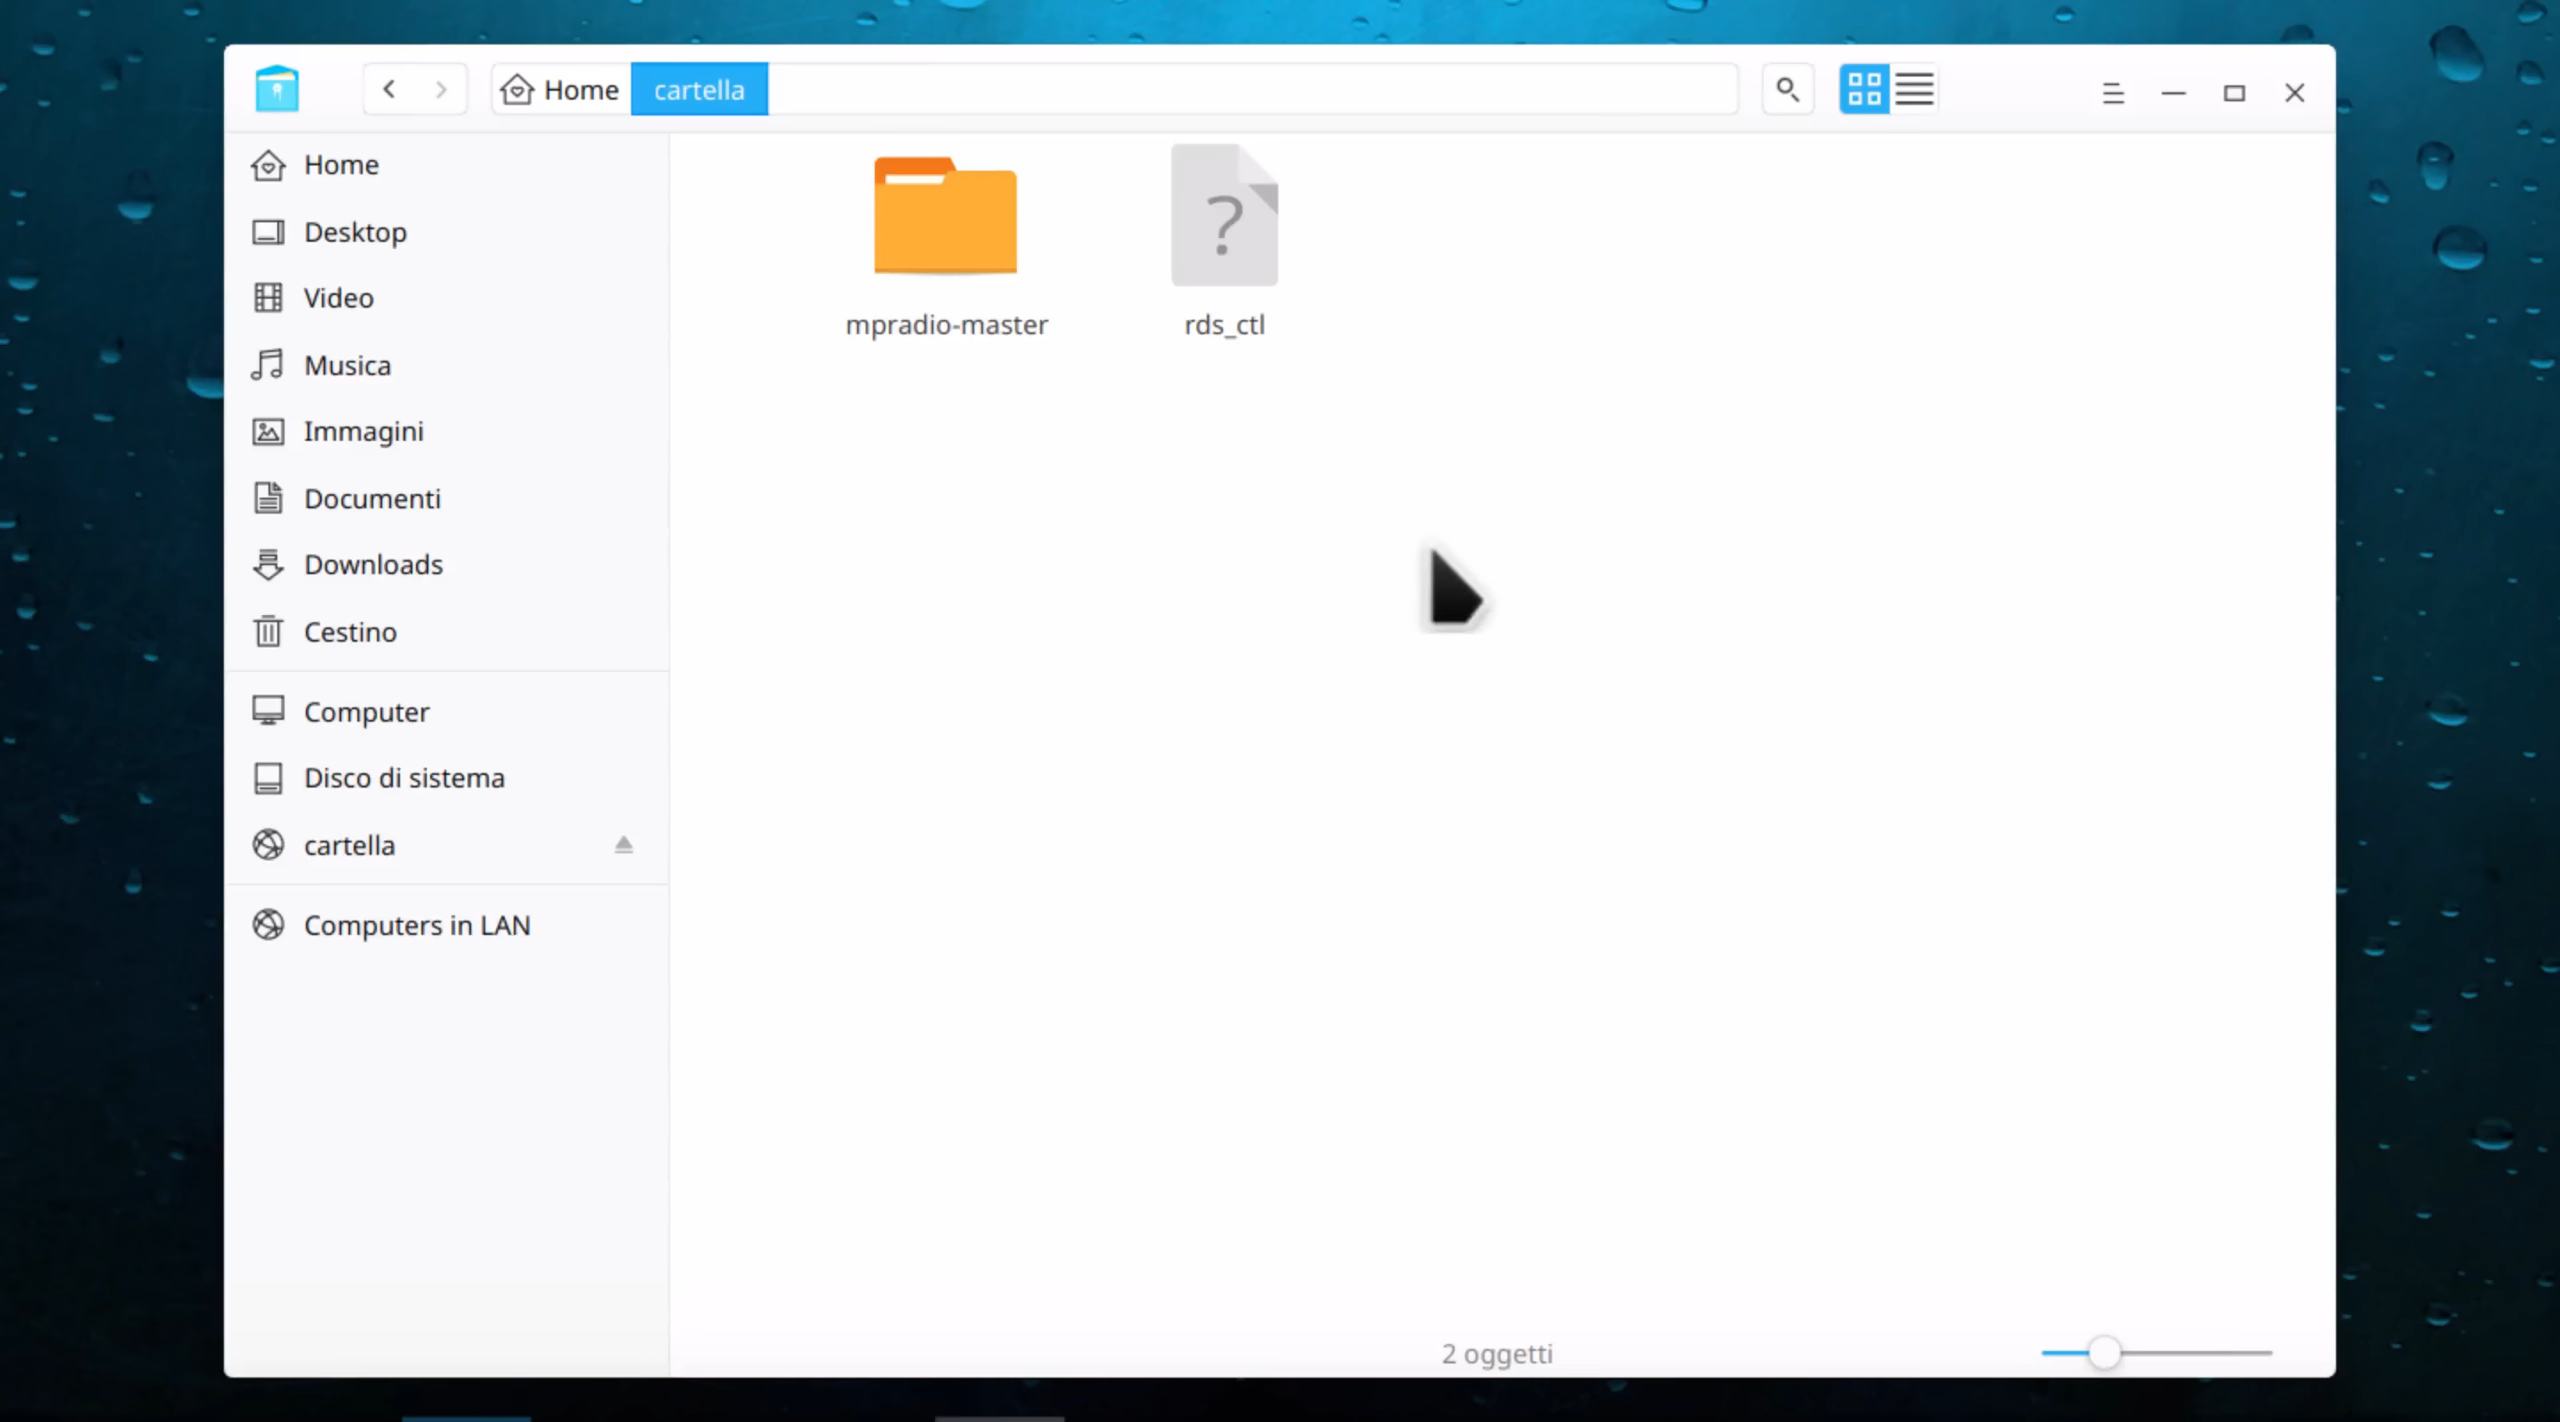 Home cartella
Home
Desktop
Video
Musica
Immagini
Documenti
Downloads
Cestino
Computer
Disco di sistema
cartella
Computers in LAN
mpradio-master
?
rds_ctl
2 oggetti